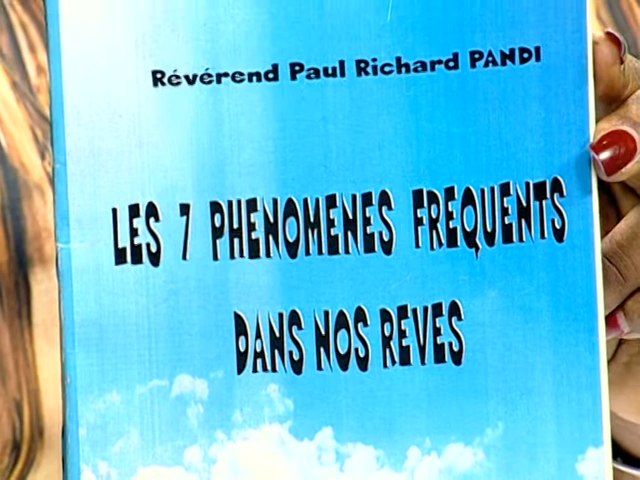 Révérend Paul Richard PANDI
LES 7 PHENOMENES FREQUENTS
DANS NOS REVES